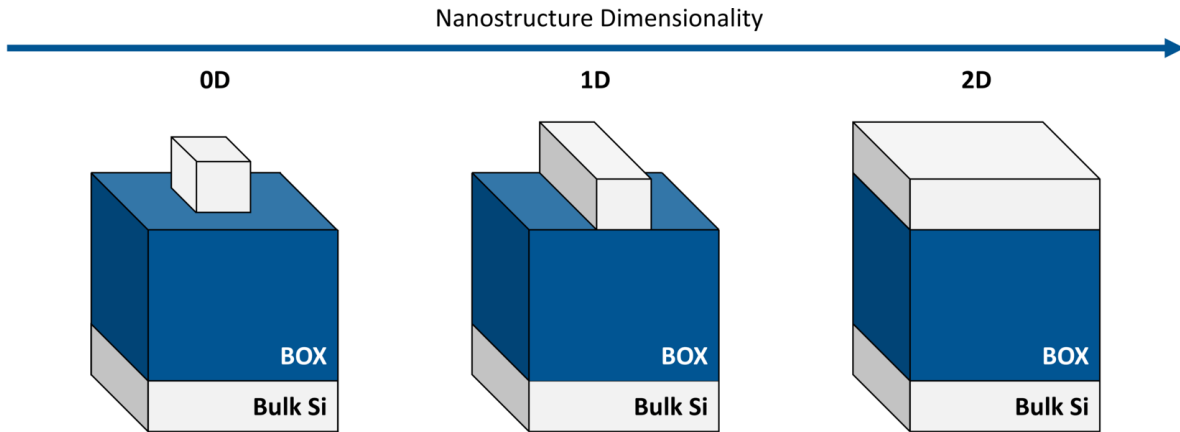 Nanostructure Dimensionality
0D
1D
2D
BOX
BOX
BOX
Bulk Si
Bulk Si
Bulk Si